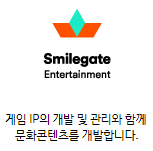 Smilegate
Entertainment
게임 IP의 개발 및 관리와 함께
문화콘텐츠를 개발합니다.